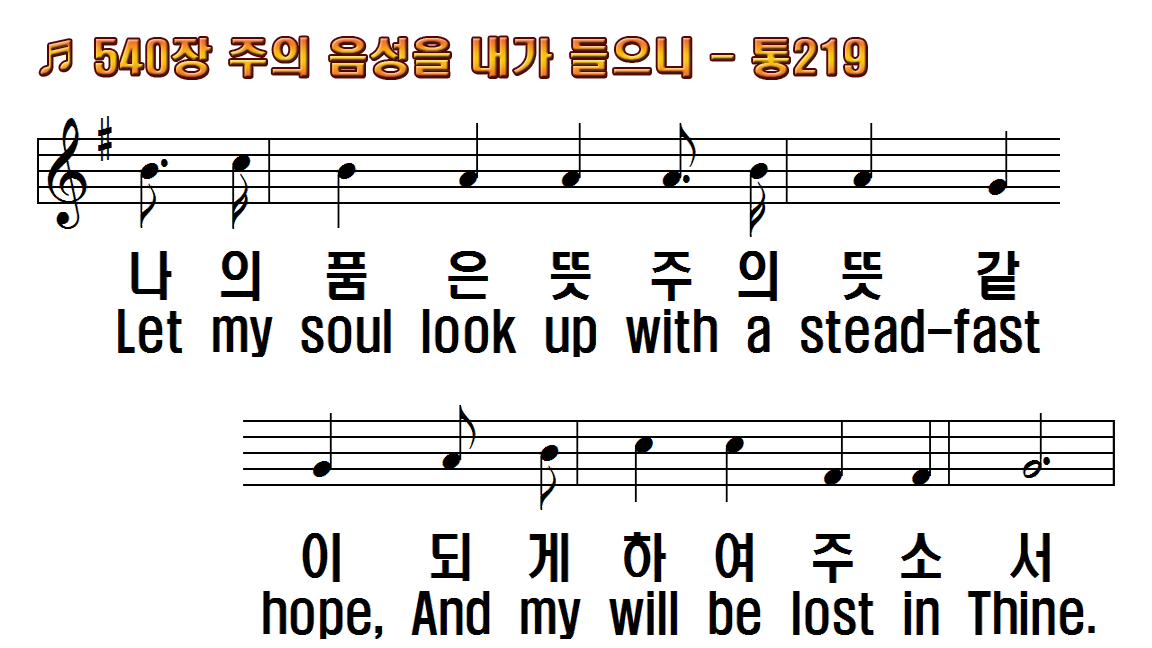 ♬ 540장 주의 음성을 내가 들으니 - 통219
나 의 품 은 뜻 주 의 뜻 같
Let my soul look up with a stead-fast
이 되 게 하 여 주 소 서
hope, And my will be lost in Thine.